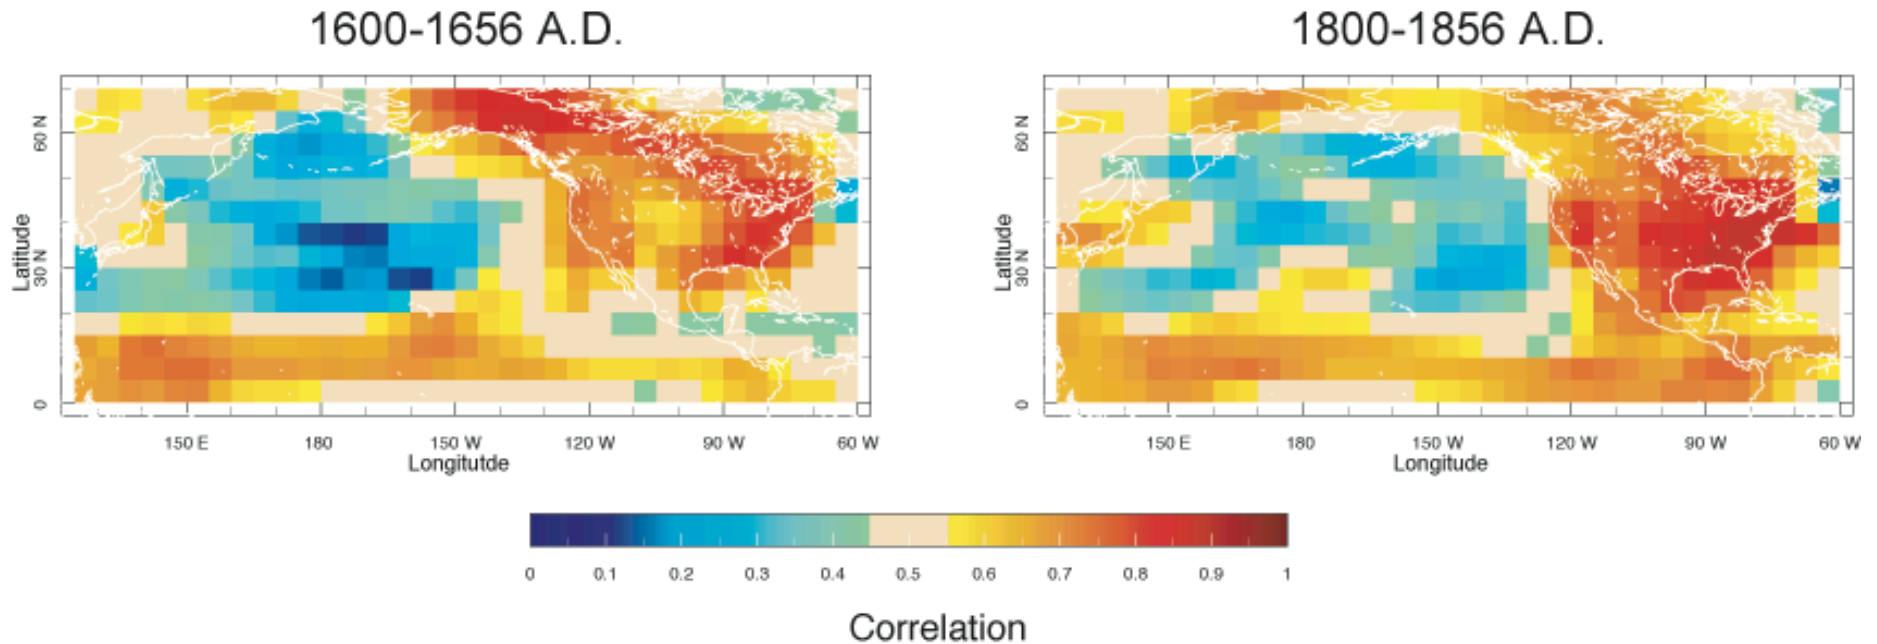 1600-1656 A.D.
1800-1856 A.D.
Latitude
60 N
30 N
0
150 E 180 150 W 120 W 90 W 60 W
Longitutde
Latitude
60 N
30 N
0
150 E 180 150 W 120 W 90 W 60 W
Longitude
0 0.1 0.2 0.3 0.4 0.5 0.6 0.7 0.8 0.9 1
Correlation